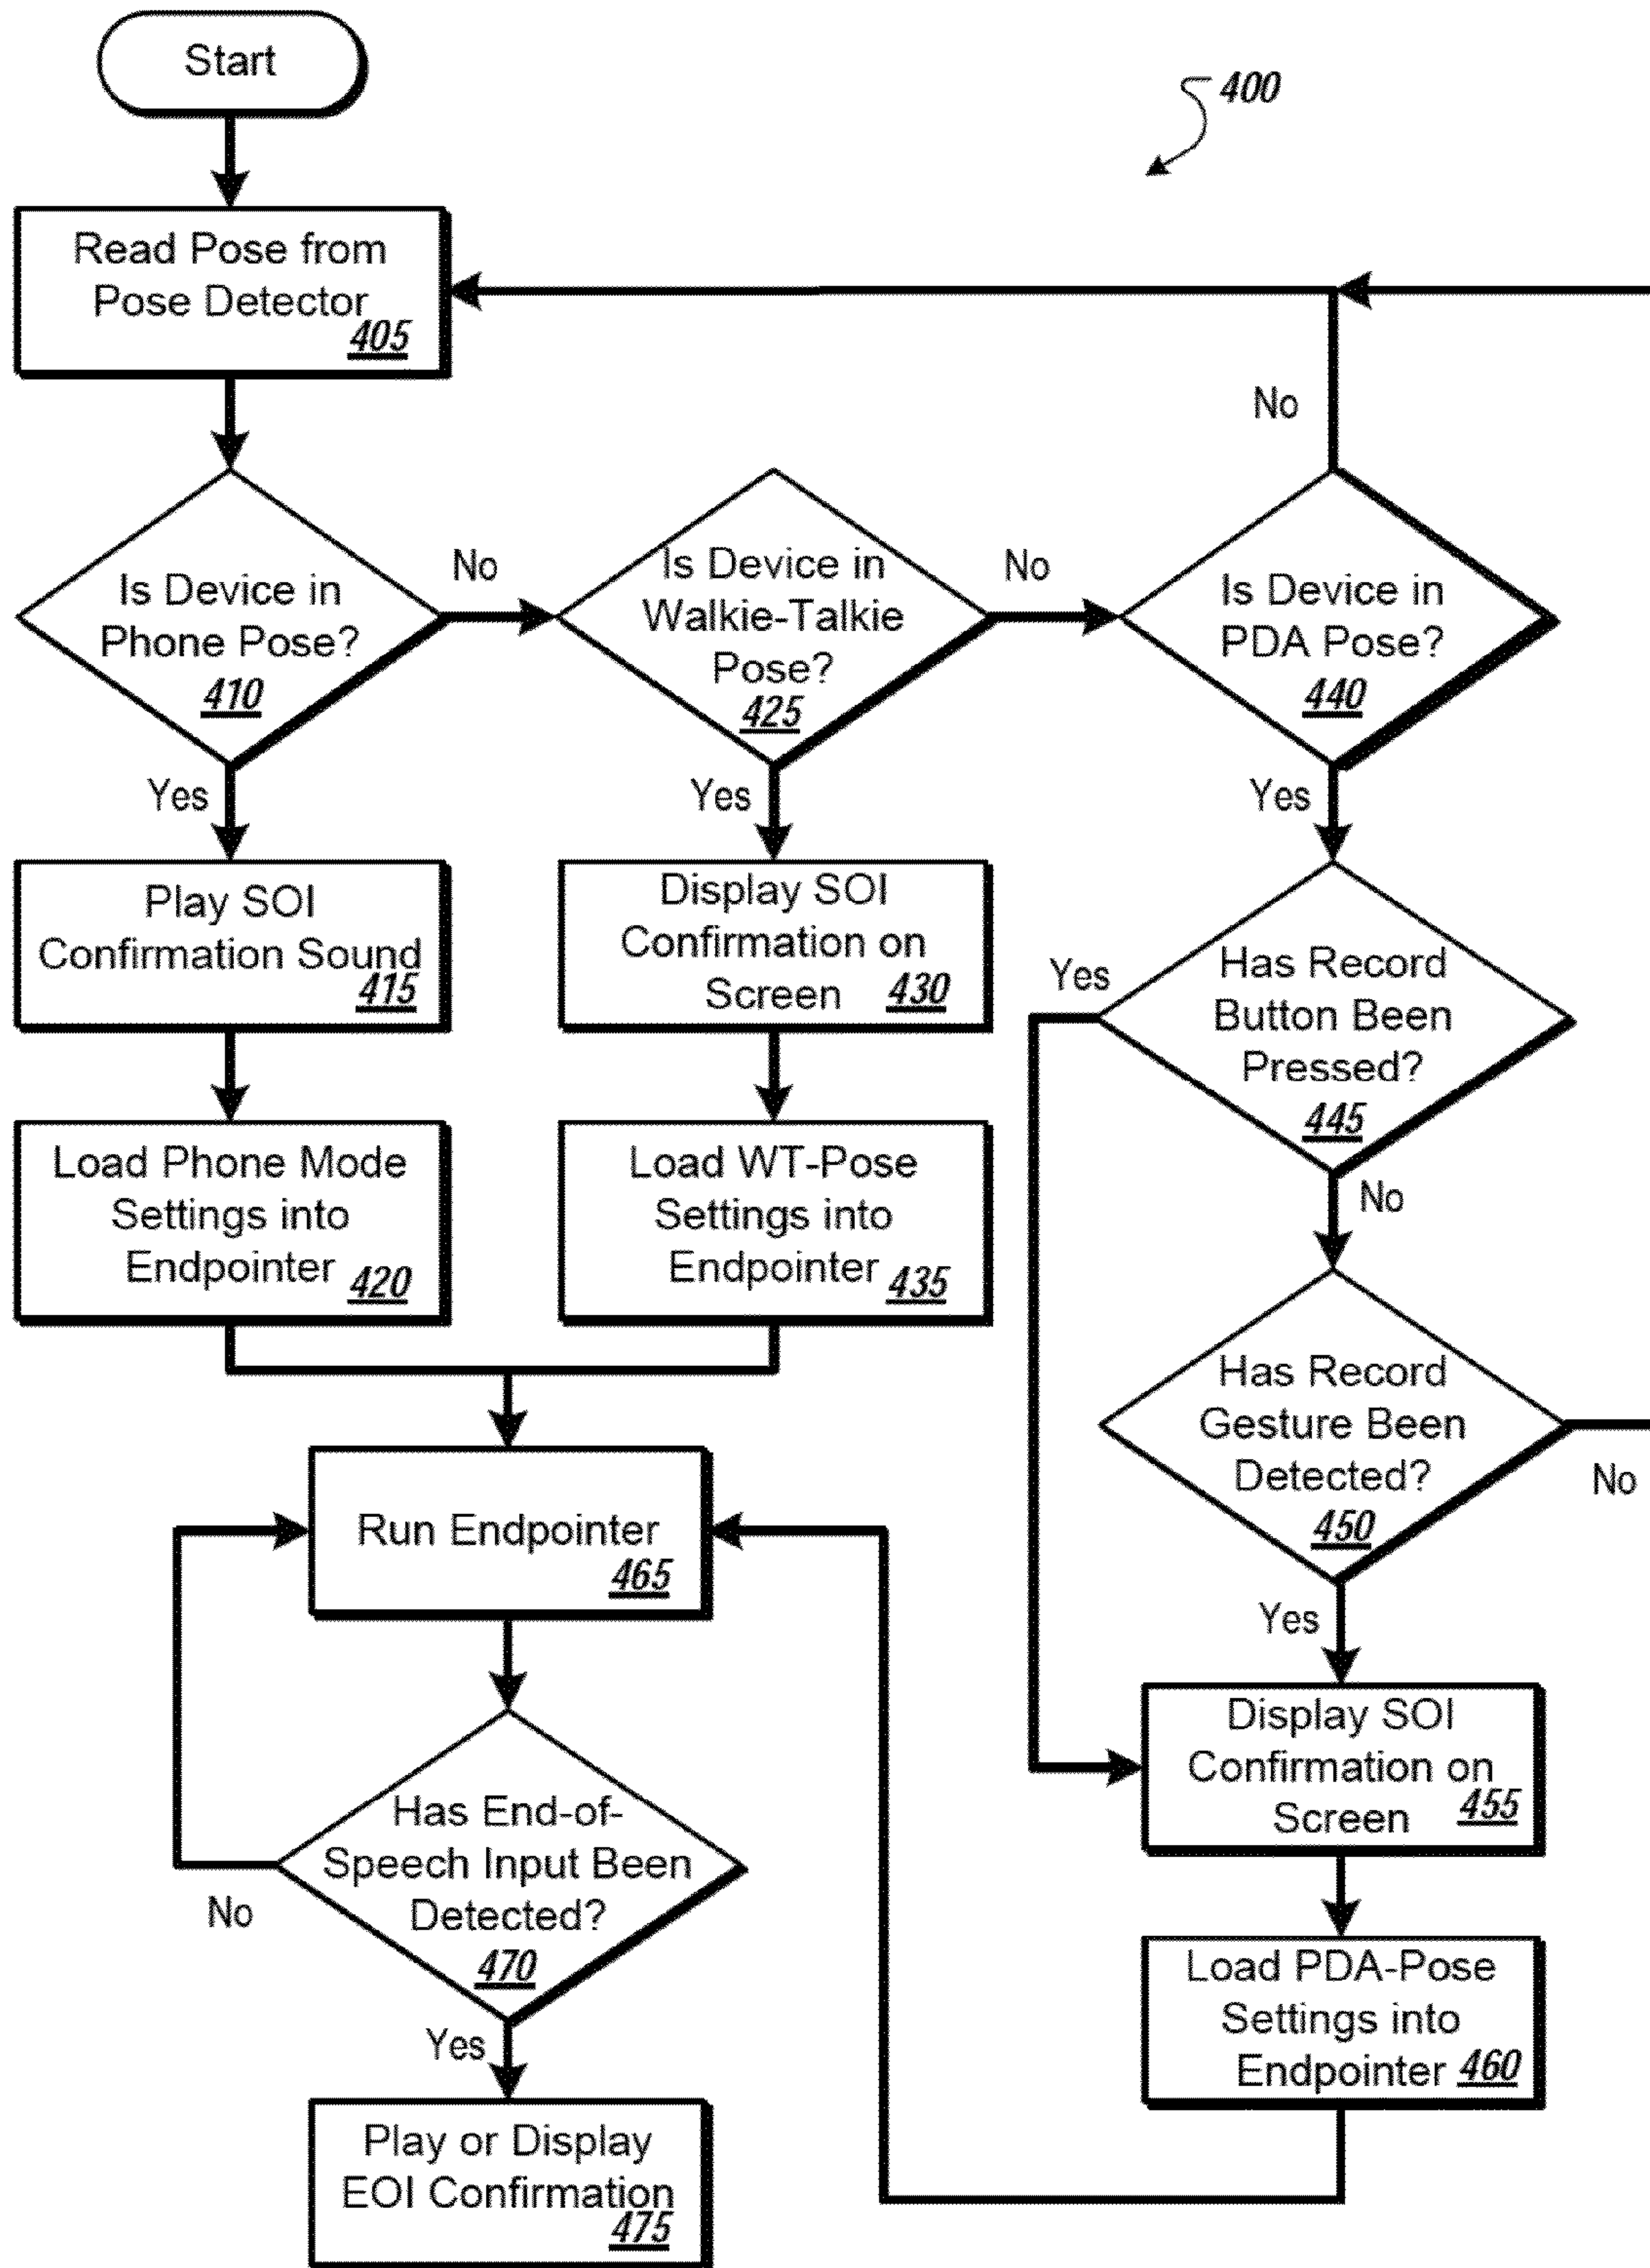 Start
400
Read Pose from
Pose Detector
405
No
Is Device in
Phone Pose?
410
No
Is Device in
Walkie-Talkie
Pose?
425
No
Is Device in
PDA Pose?
440
Yes
Yes
Yes
Play SOI
Confirmation Sound
415
Display SOI
Confirmation on
Screen 430
Yes
Has Record
Button Been
Pressed?
445
No
Load Phone Mode
Settings into
Endpointer 420
Load WT-Pose
Settings into
Endpointer 435
Has Record
Gesture Been
Detected?
450
No
Yes
Run Endpointer
465
Display SOI
Confirmation on
Screen 455
Has End-of-
Speech Input Been
Detected?
470
No
Yes
Load PDA-Pose
Settings into
Endpointer 460
Play or Display
EOI Confirmation
475